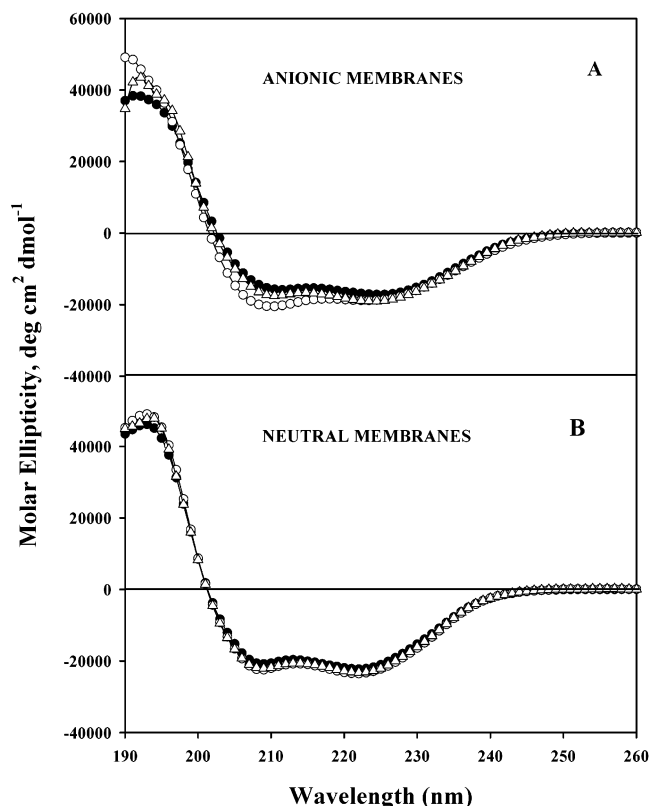 60000
A
ANIONIC MEMBRANES
40000
20000
0
-20000
-40000
B
NEUTRAL MEMBRANES
40000
20000
0
-20000
-40000
190 200 210 220 230 240 250 260
Wavelength (nm)
Molar Ellipticity, deg cm² dmol⁻¹